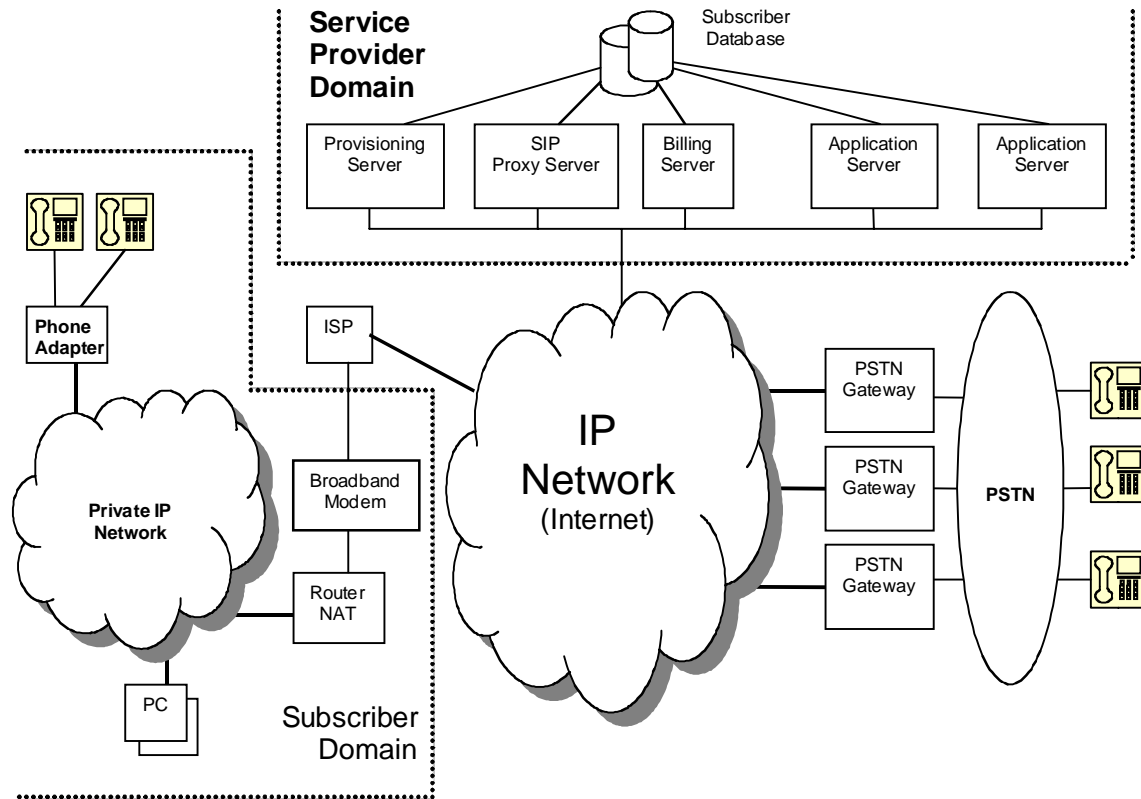 Service
Provider
Domain
Subscriber
Database
Provisioning
Server
SIP
Proxy Server
Billing
Server
Application
Server
Application
Server
Phone
Adapter
ISP
IP
Network
(Internet)
PSTN
Gateway
PSTN
Gateway
PSTN
Gateway
PSTN
Broadband
Modem
Private IP
Network
Router
NAT
PC
Subscriber
Domain